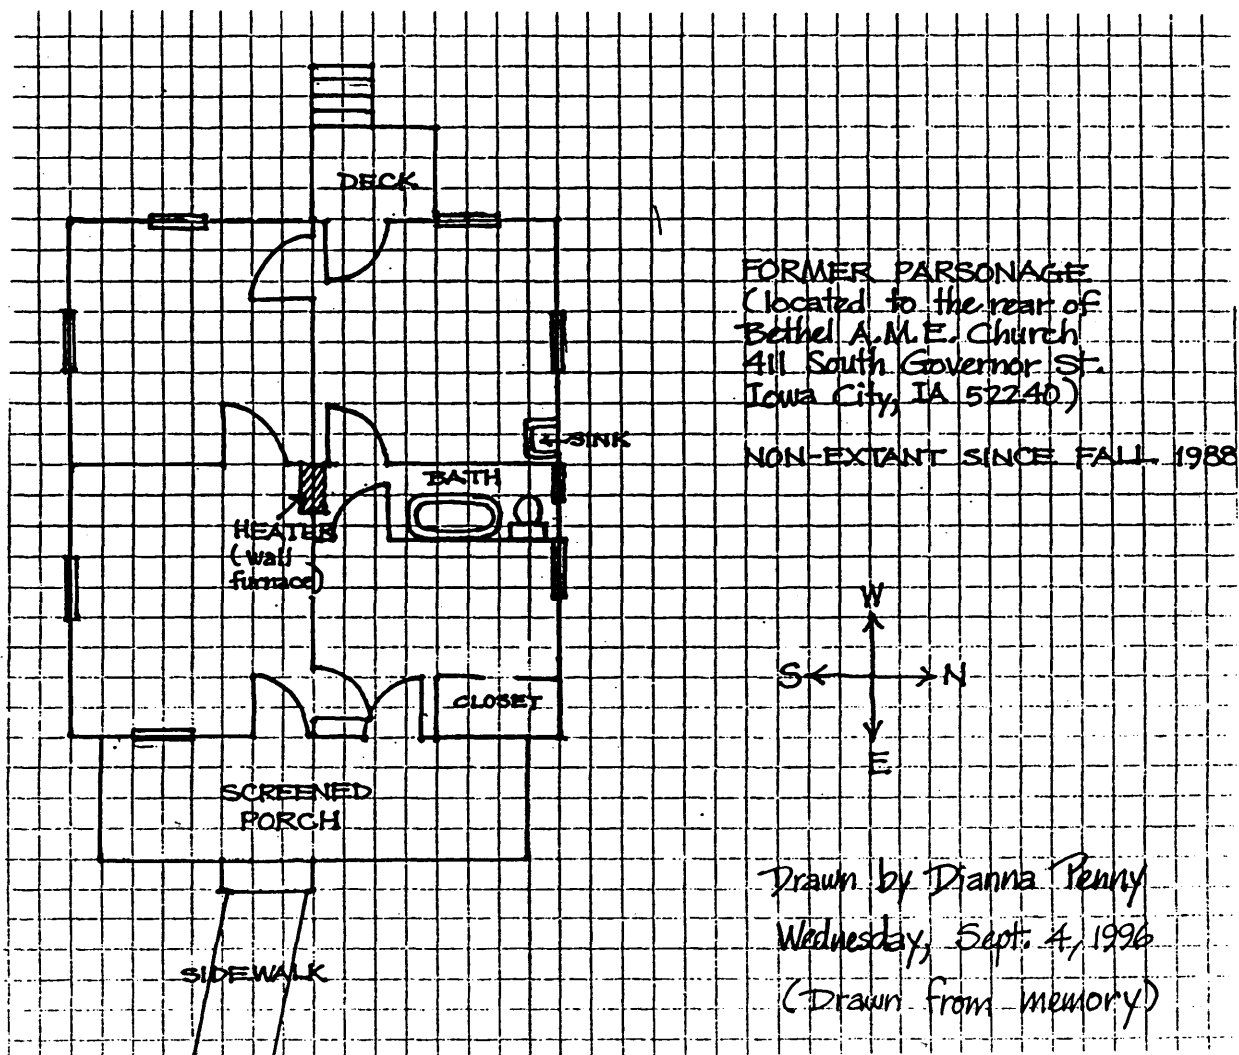 DECK
FORMER PARSONAGE
(located to the rear of
Bethel A.M.E. Church
411 South Governor St.
Iowa City, IA 52240)
SINK
NON-EXTANT SINCE FALL 1988
BATH
HEATER
(wall
furnace)
W
S N
E
CLOSET
SCREENED
PORCH
Drawn by Dianna Penny
Wednesday, Sept. 4, 1996
(Drawn from memory)
SIDEWALK